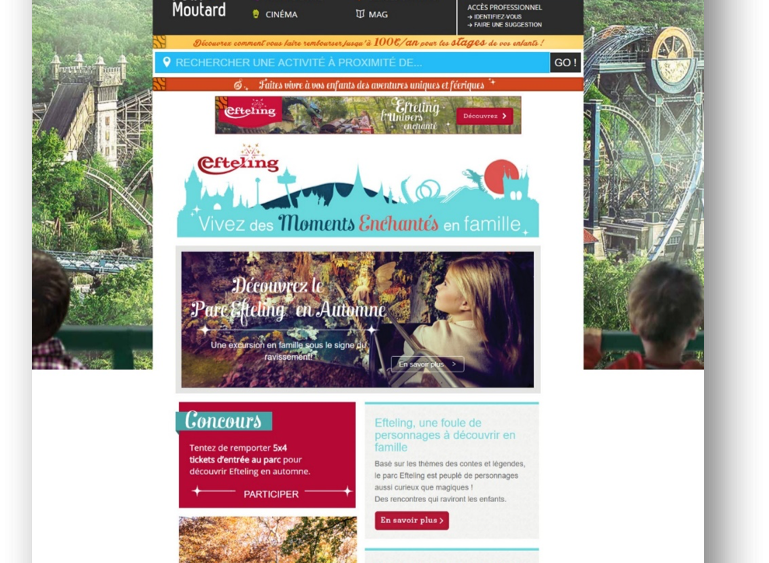 Moutard
CINÉMA
MAG
ACCÈS PROFESSIONNEL
→ IDENTIFIEZ-VOUS
→ FAIRE UNE SUGGESTION
Découvrez comment vous faire rembourser jusqu'à 100€/an pour les stages de vos enfants !
RECHERCHER UNE ACTIVITÉ À PROXIMITÉ DE...
GO !
Faites vivre à vos enfants des aventures uniques et féeriques
Efteling
Efteling
l'Univers
enchanté
Découvrez
Efteling
Vivez des Moments Enchantés en famille
Découvrez le
Parc Efteling en Automne
Une excursion en famille sous le signe du
ravissement!
En savoir plus >
Concours
Tentez de remporter 5x4
tickets d'entrée au parc pour
découvrir Efteling en automne.
PARTICIPER
Efteling, une foule de
personnages à découvrir en
famille
Basé sur les thèmes des contes et légendes,
le parc Efteling est peuplé de personnages
aussi curieux que magiques !
Des rencontres qui raviront les enfants.
En savoir plus >